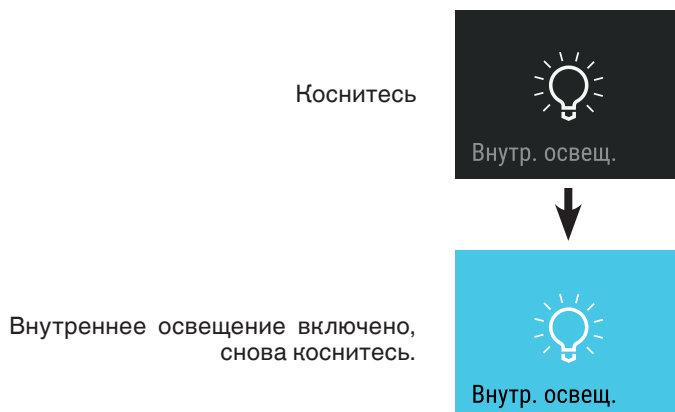 Коснитесь
Внутр. освещ.
Внутреннее освещение включено,
снова коснитесь.
Внутр. освещ.